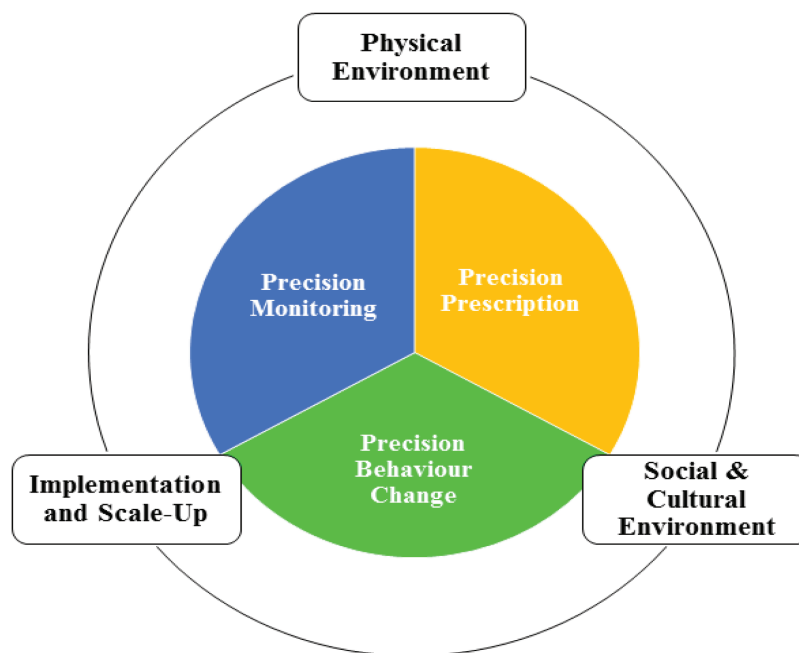 Physical
Environment
Precision
Monitoring
Precision
Prescription
Precision
Behaviour
Change
Implementation
and Scale-Up
Social &
Cultural
Environment